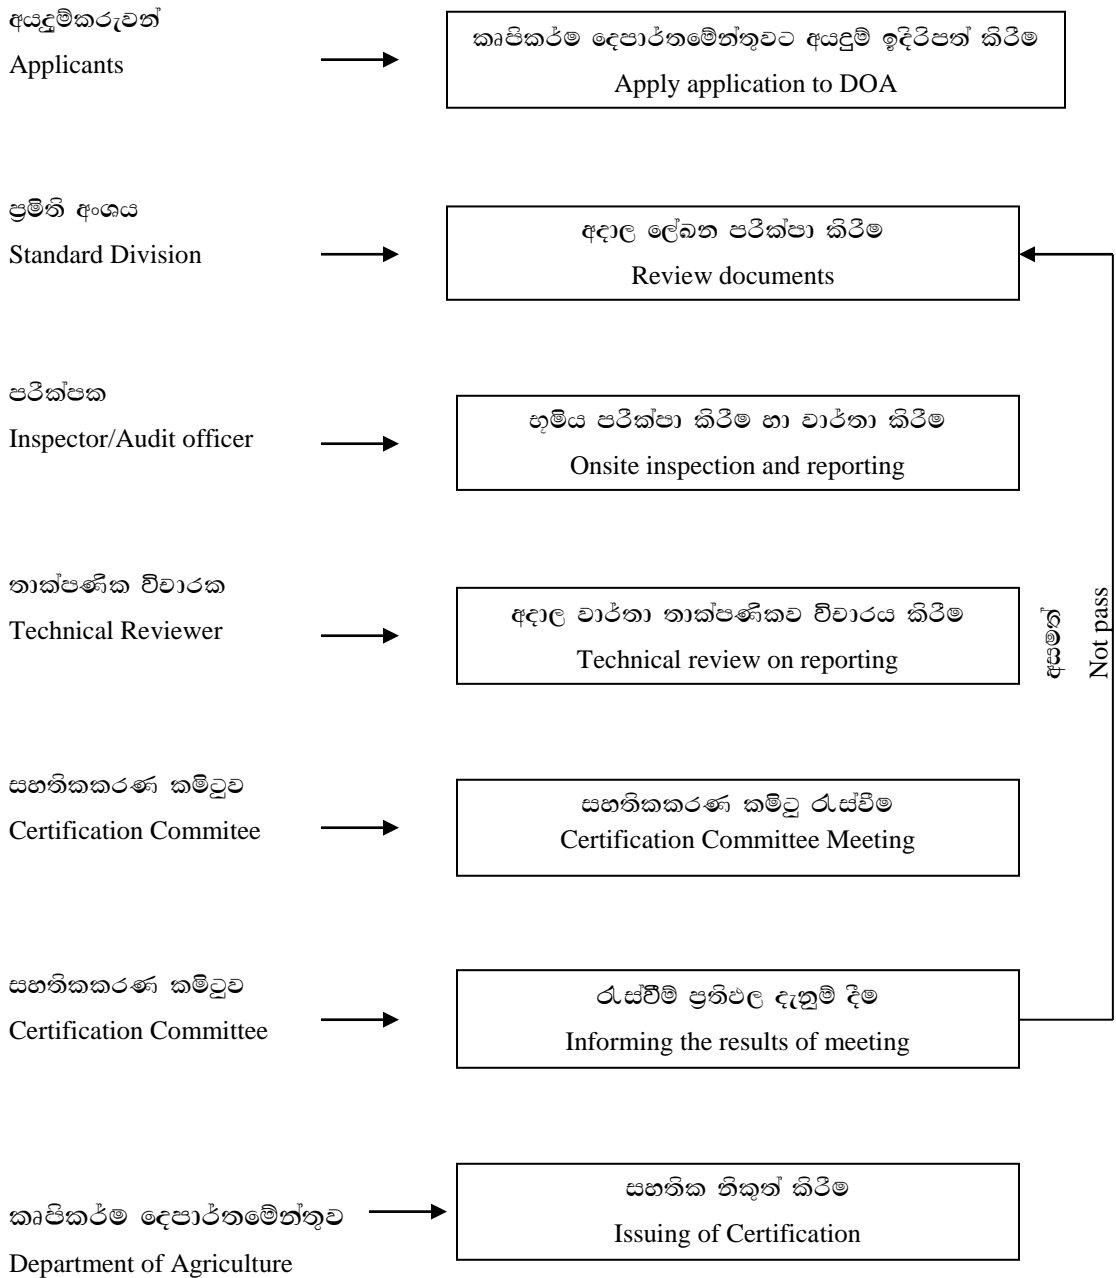 අයදුම්කරුවන්
Applicants
කෘෂිකර්ම දෙපාර්තමේන්තුවට අයදුම් ඉදිරිපත් කිරීම
Apply application to DOA
ප්‍රමිති අංශය
Standard Division
අදාල ලේඛන පරීක්ෂා කිරීම
Review documents
පරීක්ෂක
Inspector/Audit officer
භූමිය පරීක්ෂා කිරීම හා වාර්තා කිරීම
Onsite inspection and reporting
තාක්ෂණික විචාරක
Technical Reviewer
අදාල වාර්තා තාක්ෂණිකව විචාරය කිරීම
Technical review on reporting
අසමත්
Not pass
සහතිකකරණ කමිටුව
Certification Commitee
සහතිකකරණ කමිටු රැස්වීම
Certification Committee Meeting
සහතිකකරණ කමිටුව
Certification Committee
රැස්වීම් ප්‍රතිඵල දැනුම් දීම
Informing the results of meeting
කෘෂිකර්ම දෙපාර්තමේන්තුව
Department of Agriculture
සහතික නිකුත් කිරීම
Issuing of Certification